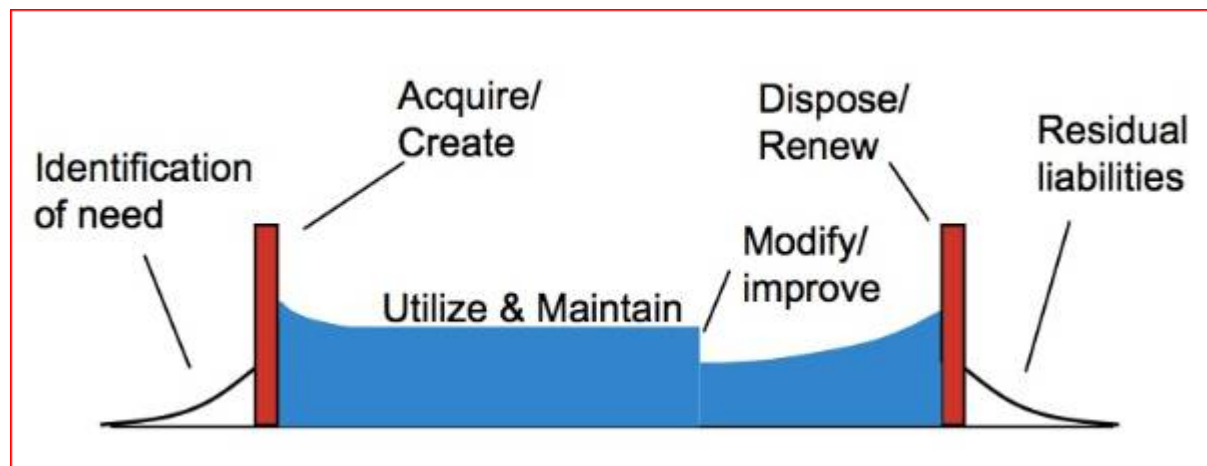 Identification
of need
Acquire/
Create
Utilize & Maintain
Modify/
improve
Dispose/
Renew
Residual
liabilities